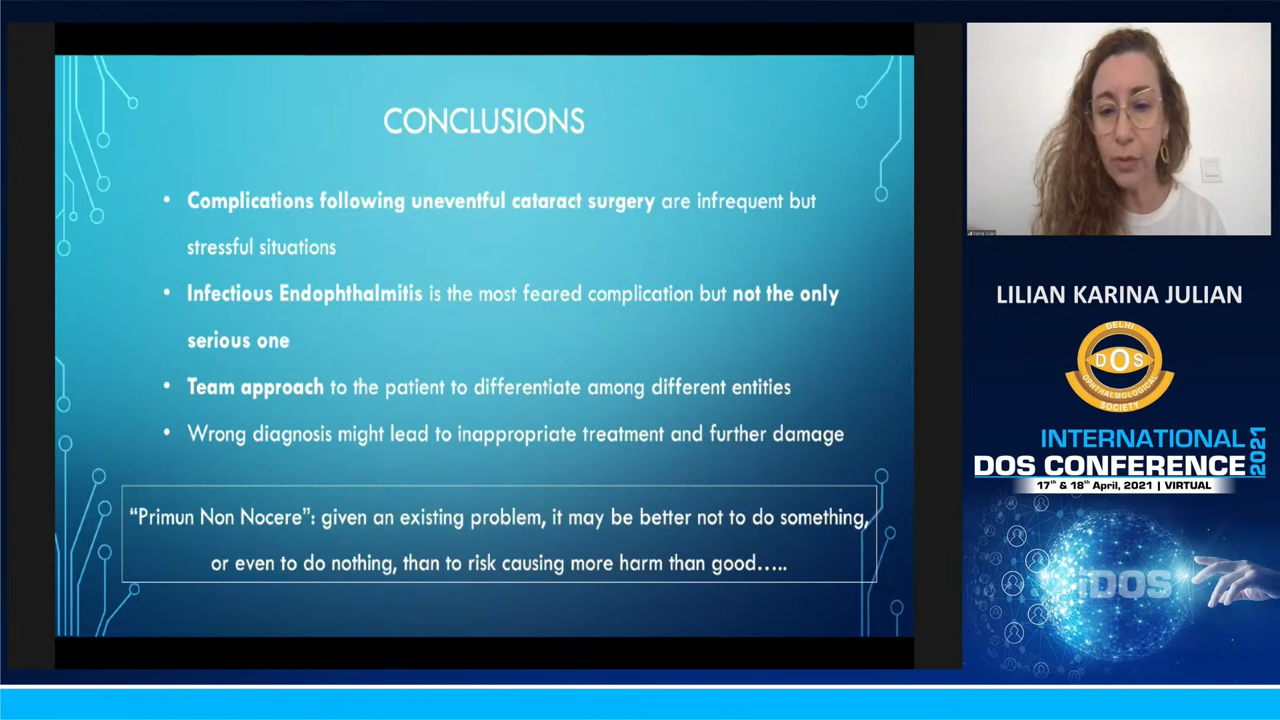 CONCLUSIONS
• Complications following uneventful cataract surgery are infrequent but
stressful situations
• Infectious Endophthalmitis is the most feared complication but not the only
serious one
• Team approach to the patient to differentiate among different entities
• Wrong diagnosis might lead to inappropriate treatment and further damage
“Primun Non Nocere”: given an existing problem, it may be better not to do something,
or even to do nothing, than to risk causing more harm than good…..
LILIAN KARINA JULIAN
DELHI
DOS
OPHTHALMOLOGICAL
SOCIETY
INTERNATIONAL
DOS CONFERENCE
2021
17th & 18th April, 2021 | VIRTUAL
iDOS